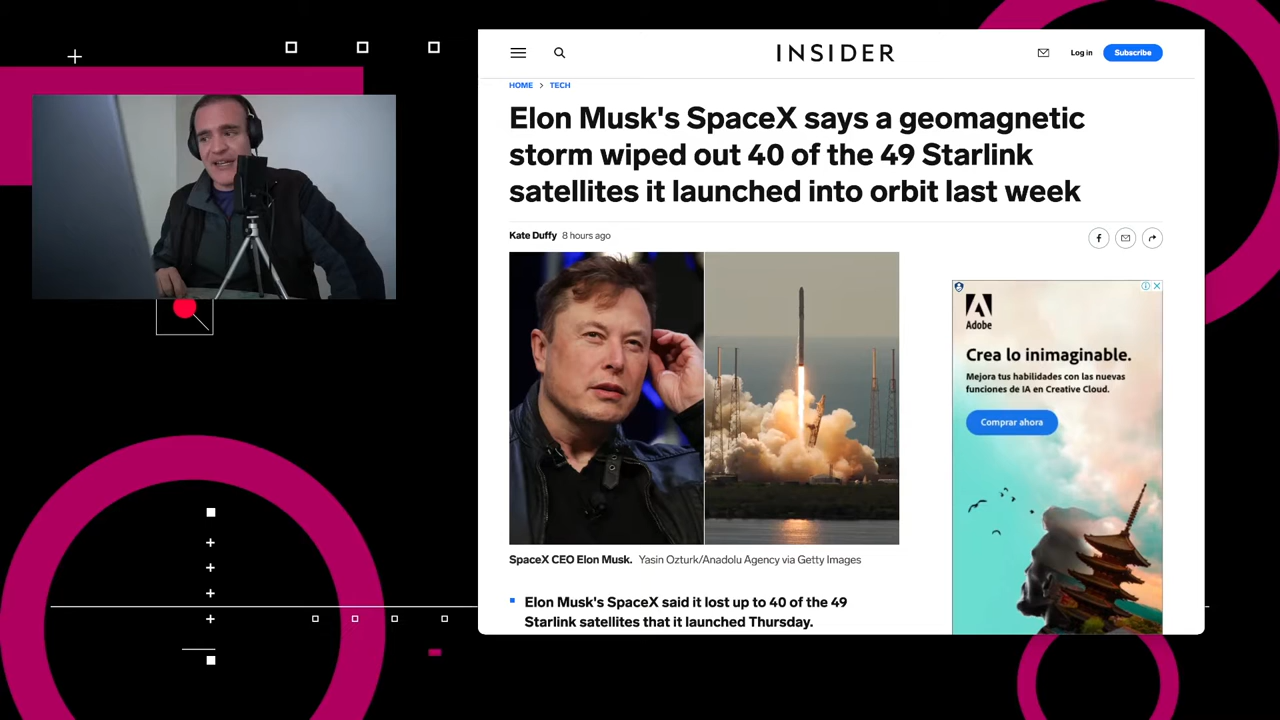 INSIDER
Log in
Subscribe
HOME > TECH
Elon Musk's SpaceX says a geomagnetic
storm wiped out 40 of the 49 Starlink
satellites it launched into orbit last week
Kate Duffy 8 hours ago
Adobe
Crea lo inimaginable.
Mejora tus habilidades con las nuevas
funciones de IA en Creative Cloud.
Comprar ahora
SpaceX CEO Elon Musk. Yasin Ozturk/Anadolu Agency via Getty Images
Elon Musk's SpaceX said it lost up to 40 of the 49
Starlink satellites that it launched Thursday.